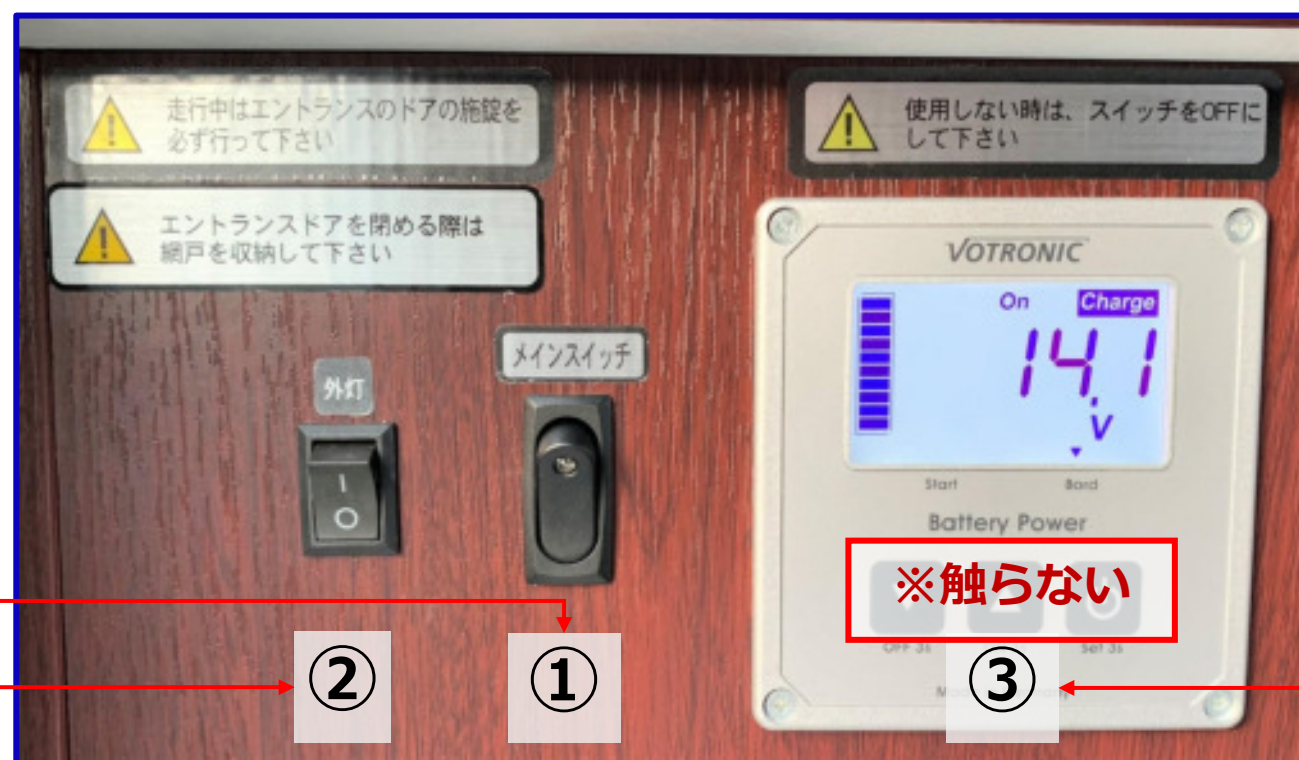 走行中はエントランスのドアの施錠を
必ず行って下さい
エントランスドアを閉める際は
網戸を収納して下さい
外灯
I
O
②
メインスイッチ
①
使用しない時は、スイッチをOFFに
して下さい
VOTRONIC
On Charge
14.1
V
Start Bord
Battery Power
※触らない
OFF 3s Set 3s
③